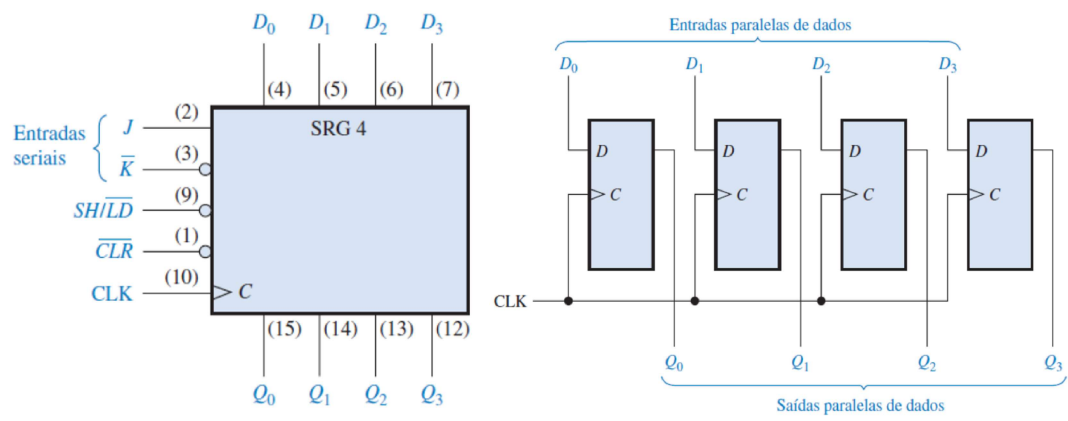 D₀ D₁ D₂ D₃
(4) (5) (6) (7)
SRG 4
Entradas
seriais
J (2)
K̅ (3)
SH/L̅D̅ (9)
C̅L̅R̅ (1)
CLK (10) C
(15) (14) (13) (12)
Q₀ Q₁ Q₂ Q₃
Entradas paralelas de dados
D₀ D₁ D₂ D₃
D D D D
C C C C
CLK
Q₀ Q₁ Q₂ Q₃
Saídas paralelas de dados